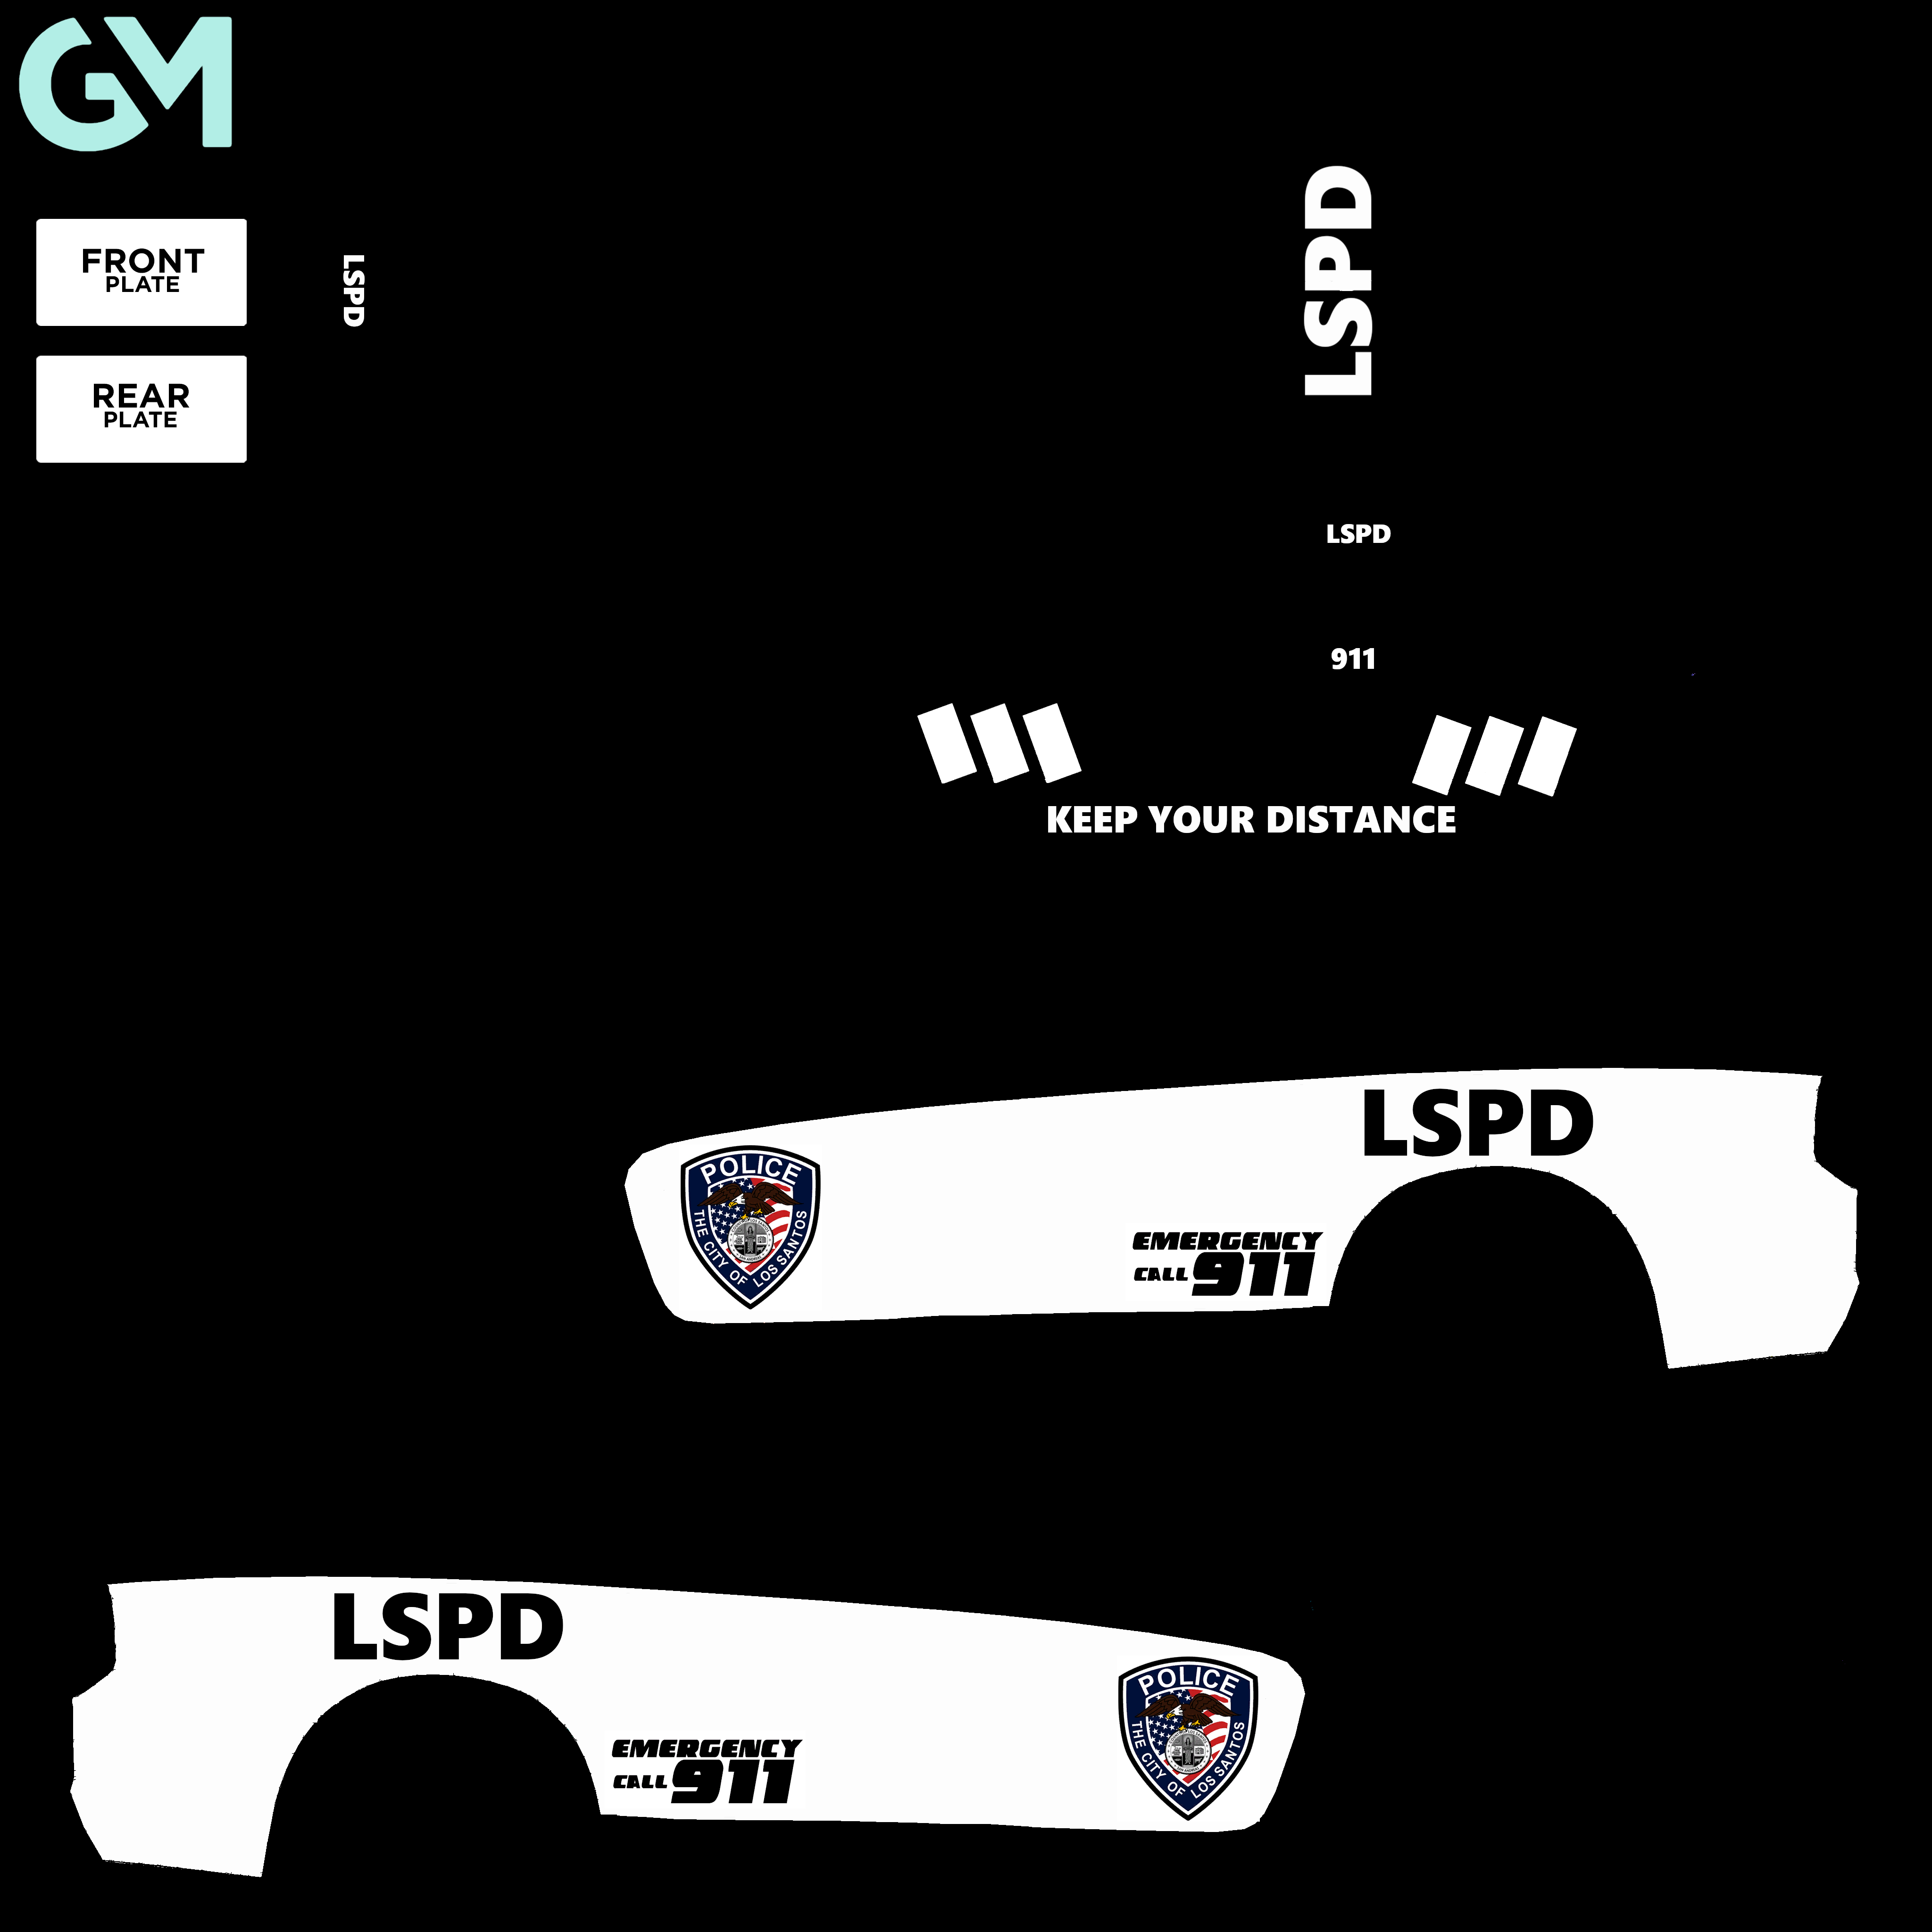 GM
FRONT
PLATE
REAR
PLATE
LSPD
LSPD
LSPD
911
KEEP YOUR DISTANCE
LSPD
POLICE
THE CITY OF LOS SANTOS
EMERGENCY
CALL 911
LSPD
EMERGENCY
CALL 911
POLICE
THE CITY OF LOS SANTOS